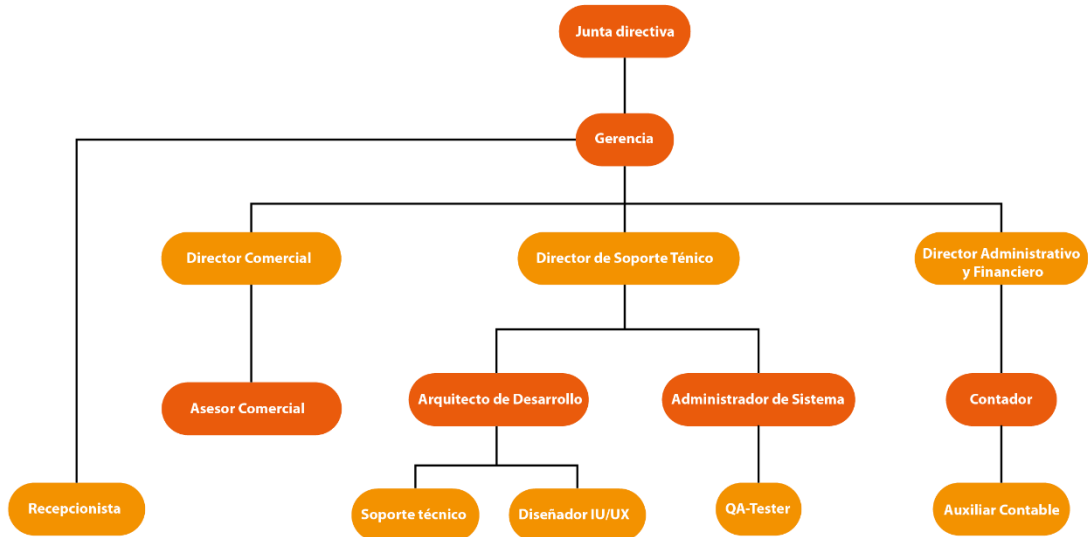 Junta directiva
Gerencia
Director Comercial
Director de Soporte Ténico
Director Administrativo
y Financiero
Asesor Comercial
Arquitecto de Desarrollo
Administrador de Sistema
Contador
Recepcionista
Soporte técnico
Diseñador IU/UX
QA-Tester
Auxiliar Contable